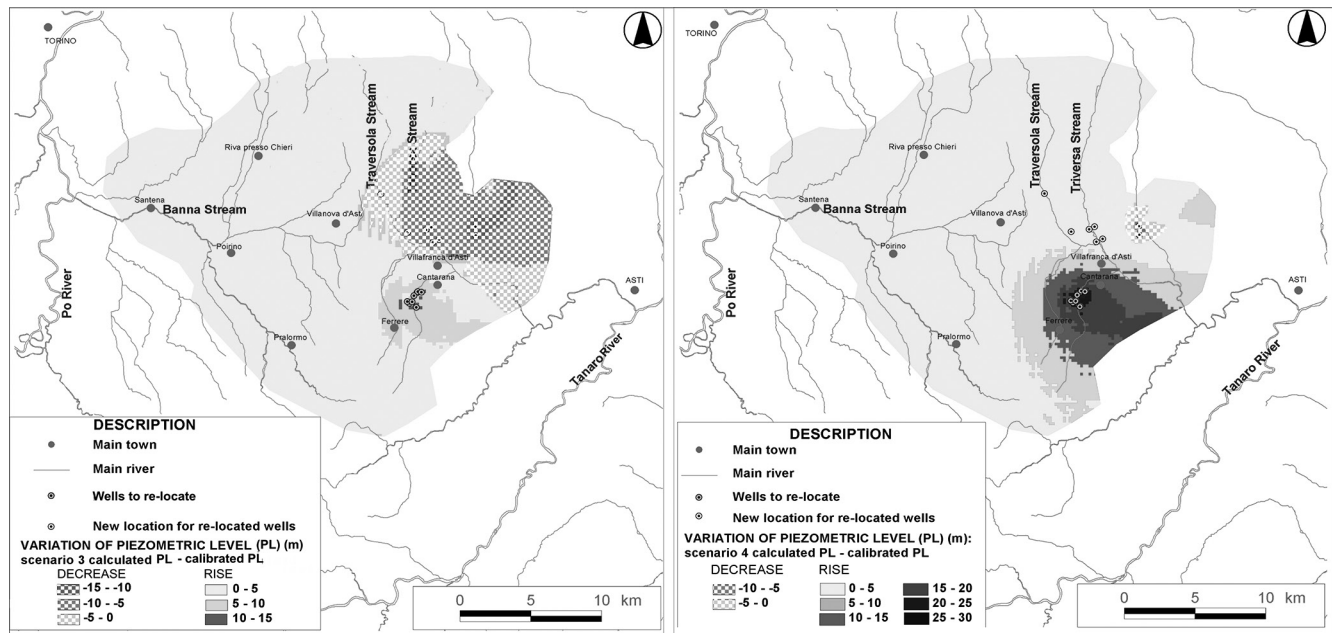 TORINO
Riva presso Chieri
Traversola Stream
Stream
Santena
Banna Stream
Villanova d'Asti
Poirino
Villafranca d'Asti
Cantarana
ASTI
Po River
Ferrere
Pralormo
Tanaro River
DESCRIPTION
Main town
Main river
Wells to re-locate
New location for re-located wells
VARIATION OF PIEZOMETRIC LEVEL (PL) (m)
scenario 3 calculated PL - calibrated PL
DECREASE RISE
-15 - -10 0 - 5
-10 - -5 5 - 10
-5 - 0 10 - 15
0 5 10 km
TORINO
Riva presso Chieri
Traversola Stream
Triversa Stream
Santena
Banna Stream
Villanova d'Asti
Poirino
Villafranca d'Asti
Cantarana
ASTI
Po River
Ferrere
Pralormo
Tanaro River
DESCRIPTION
Main town
Main river
Wells to re-locate
New location for re-located wells
VARIATION OF PIEZOMETRIC LEVEL (PL) (m):
scenario 4 calculated PL - calibrated PL
DECREASE RISE
-10 - -5 0 - 5 15 - 20
-5 - 0 5 - 10 20 - 25
10 - 15 25 - 30
0 5 10 km